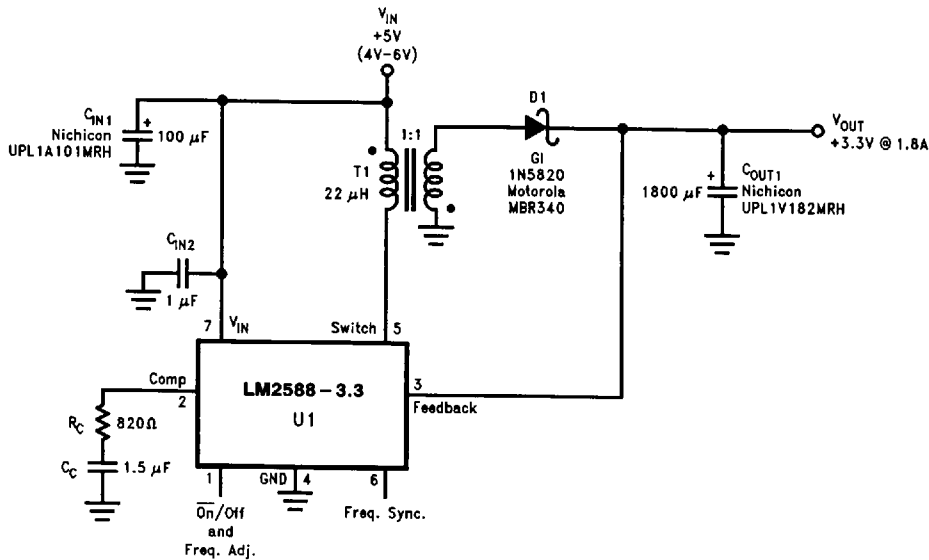 V_IN
+5V
(4V–6V)
C_IN1
Nichicon
UPL1A101MRH
+
100 µF
1:1
T1
22 µH
D1
GI
1N5820
Motorola
MBR340
V_OUT
+3.3V @ 1.8A
+
1800 µF
C_OUT1
Nichicon
UPL1V182MRH
C_IN2
1 µF
7
V_IN
Switch
5
Comp
2
LM2588–3.3
U1
3
Feedback
R_C
820Ω
C_C
1.5 µF
1
GND
4
6
O̅n̅/Off
and
Freq. Adj.
Freq. Sync.